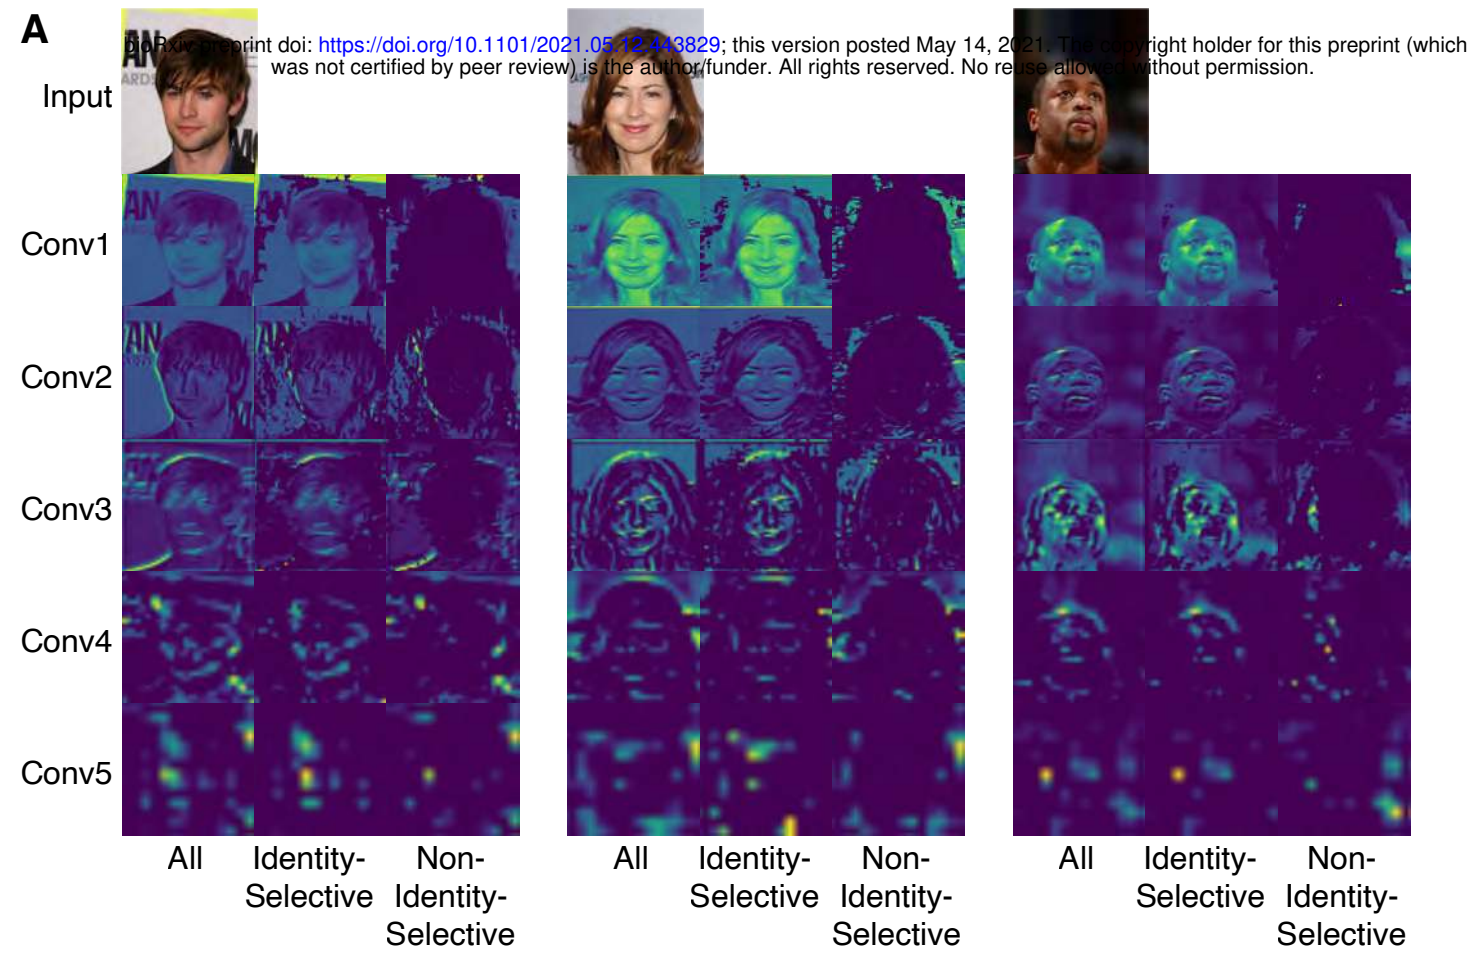 A
bioRxiv preprint doi: https://doi.org/10.1101/2021.05.12.443829; this version posted May 14, 2021. The copyright holder for this preprint (which
was not certified by peer review) is the author/funder. All rights reserved. No reuse allowed without permission.
Input
AN
ARDS
MO
Conv1
Conv2
Conv3
Conv4
Conv5
All Identity-Selective Non-Identity-Selective All Identity-Selective Non-Identity-Selective All Identity-Selective Non-Identity-Selective